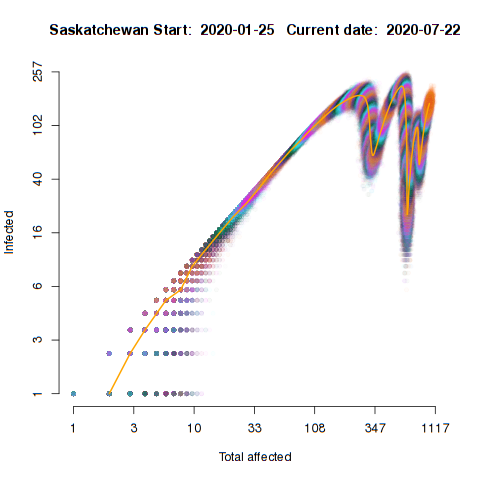 Saskatchewan Start: 2020-01-25 Current date: 2020-07-22
257
102
40
16
6
3
1
Infected
1 3 10 33 108 347 1117
Total affected